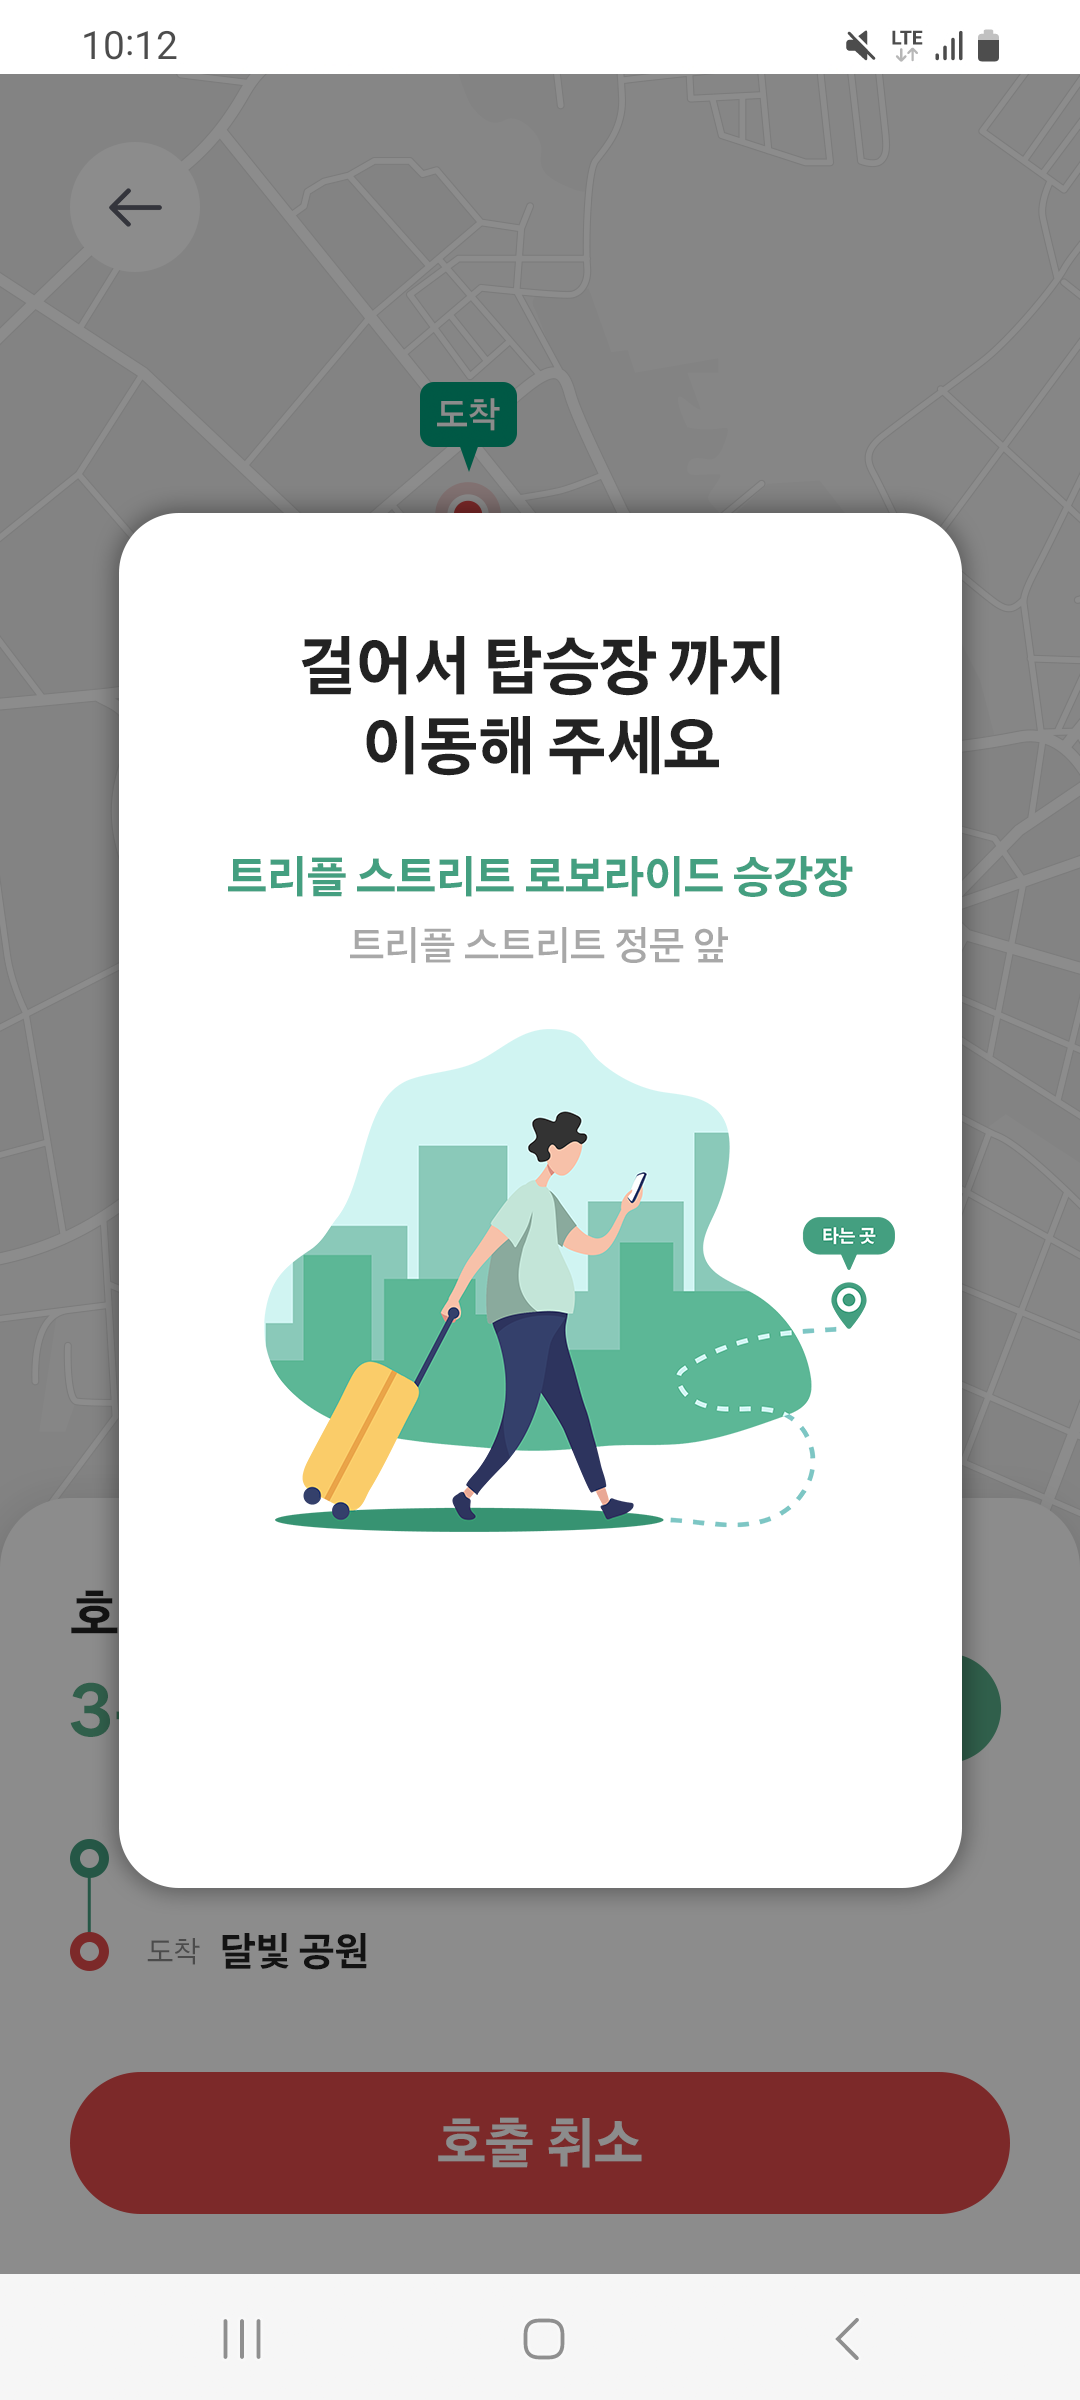 10:12
LTE
도착
걸어서 탑승장 까지
이동해 주세요
트리플 스트리트 로보라이드 승강장
트리플 스트리트 정문 앞
타는 곳
호
3
도착 달빛 공원
호출 취소